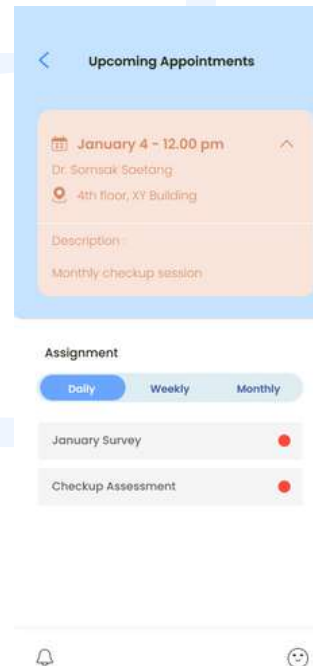 Upcoming Appointments
January 4 - 12.00 pm
Dr. Somsak Saetang
4th floor, XY Building
Description :
Monthly checkup session
Assignment
Daily Weekly Monthly
January Survey
Checkup Assessment